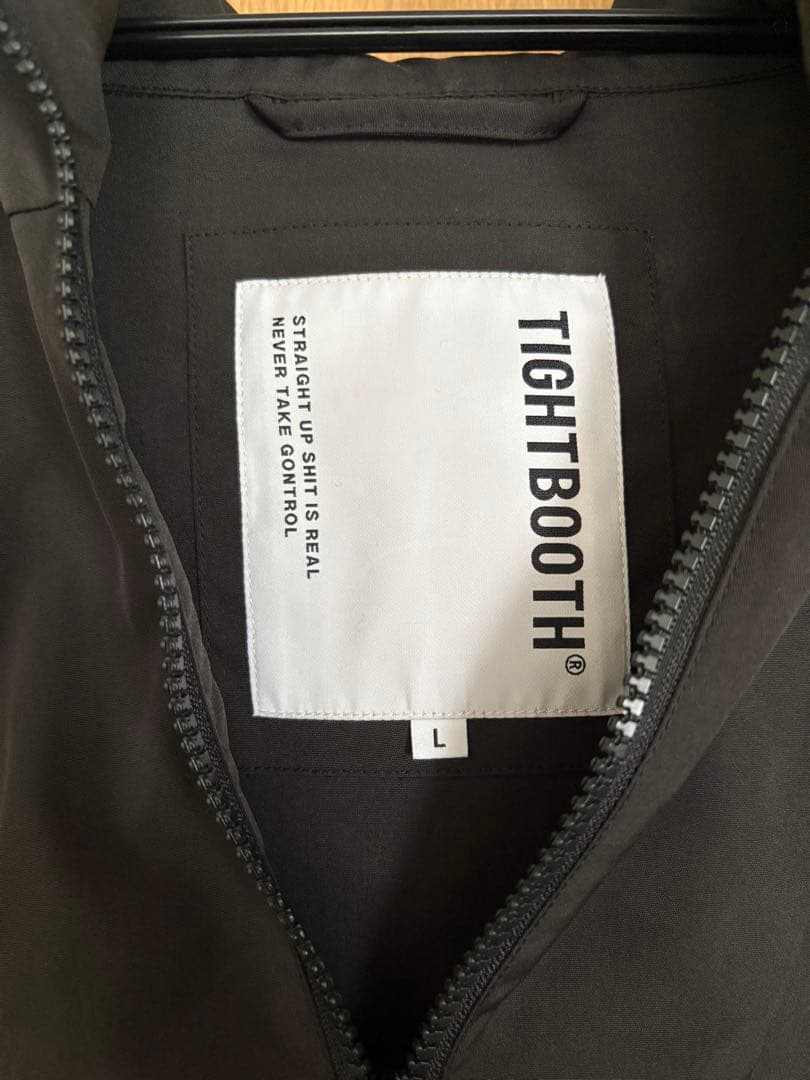 TIGHTBOOTH®
STRAIGHT UP SHIT IS REAL
NEVER TAKE GONTROL
L